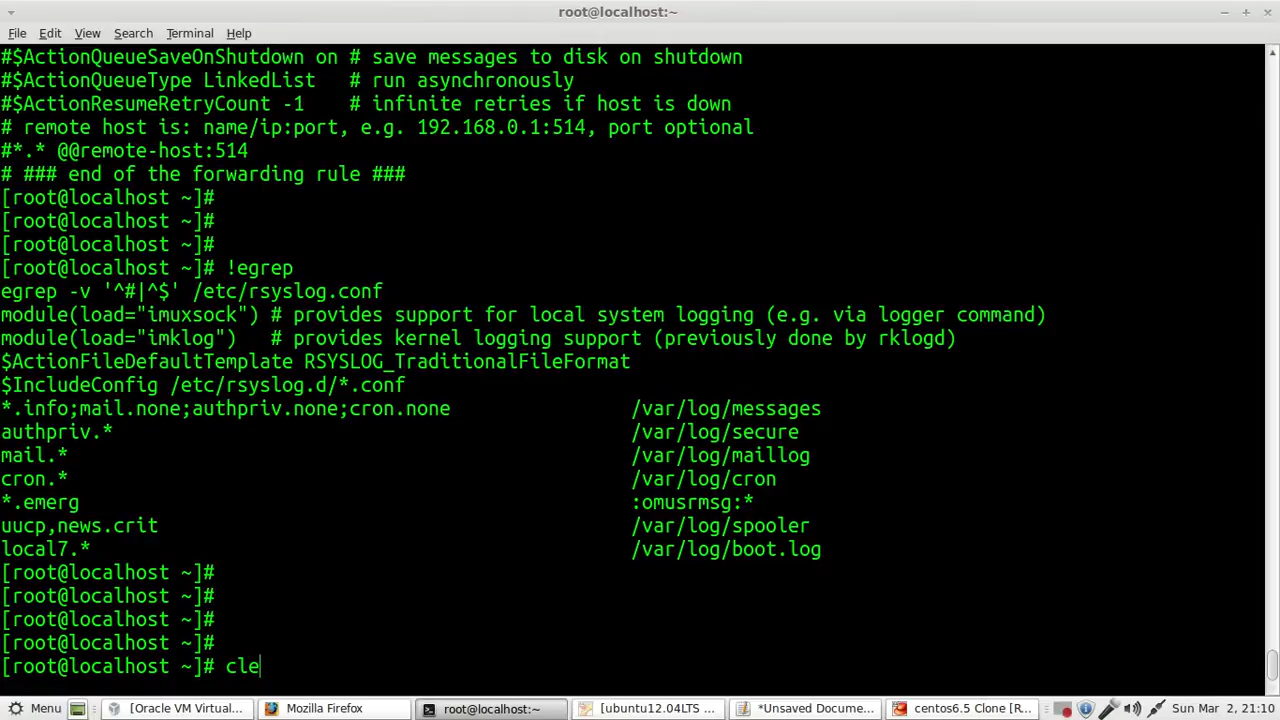 root@localhost:~
File Edit View Search Terminal Help
#$ActionQueueSaveOnShutdown on # save messages to disk on shutdown
#$ActionQueueType LinkedList   # run asynchronously
#$ActionResumeRetryCount -1    # infinite retries if host is down
# remote host is: name/ip:port, e.g. 192.168.0.1:514, port optional
#*.* @@remote-host:514
# ### end of the forwarding rule ###
[root@localhost ~]#
[root@localhost ~]#
[root@localhost ~]#
[root@localhost ~]# !egrep
egrep -v '^#|^$' /etc/rsyslog.conf
module(load="imuxsock") # provides support for local system logging (e.g. via logger command)
module(load="imklog")   # provides kernel logging support (previously done by rklogd)
$ActionFileDefaultTemplate RSYSLOG_TraditionalFileFormat
$IncludeConfig /etc/rsyslog.d/*.conf
*.info;mail.none;authpriv.none;cron.none                /var/log/messages
authpriv.*                                              /var/log/secure
mail.*                                                  /var/log/maillog
cron.*                                                  /var/log/cron
*.emerg                                                 :omusrmsg:*
uucp,news.crit                                          /var/log/spooler
local7.*                                                /var/log/boot.log
[root@localhost ~]#
[root@localhost ~]#
[root@localhost ~]#
[root@localhost ~]#
[root@localhost ~]# cle
Menu [Oracle VM Virtual... Mozilla Firefox root@localhost:~ [ubuntu12.04LTS ... *Unsaved Docume... centos6.5 Clone [R... Sun Mar 2, 21:10